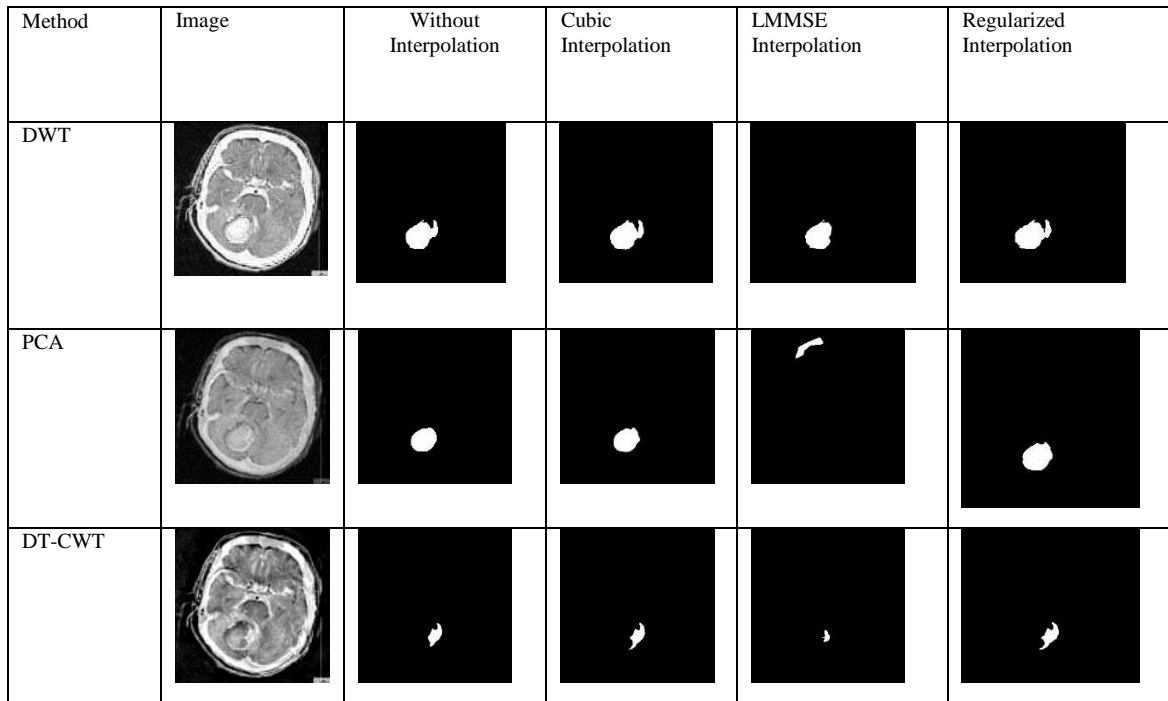 Method
Image
Without
Interpolation
Cubic
Interpolation
LMMSE
Interpolation
Regularized
Interpolation
DWT
PCA
DT-CWT